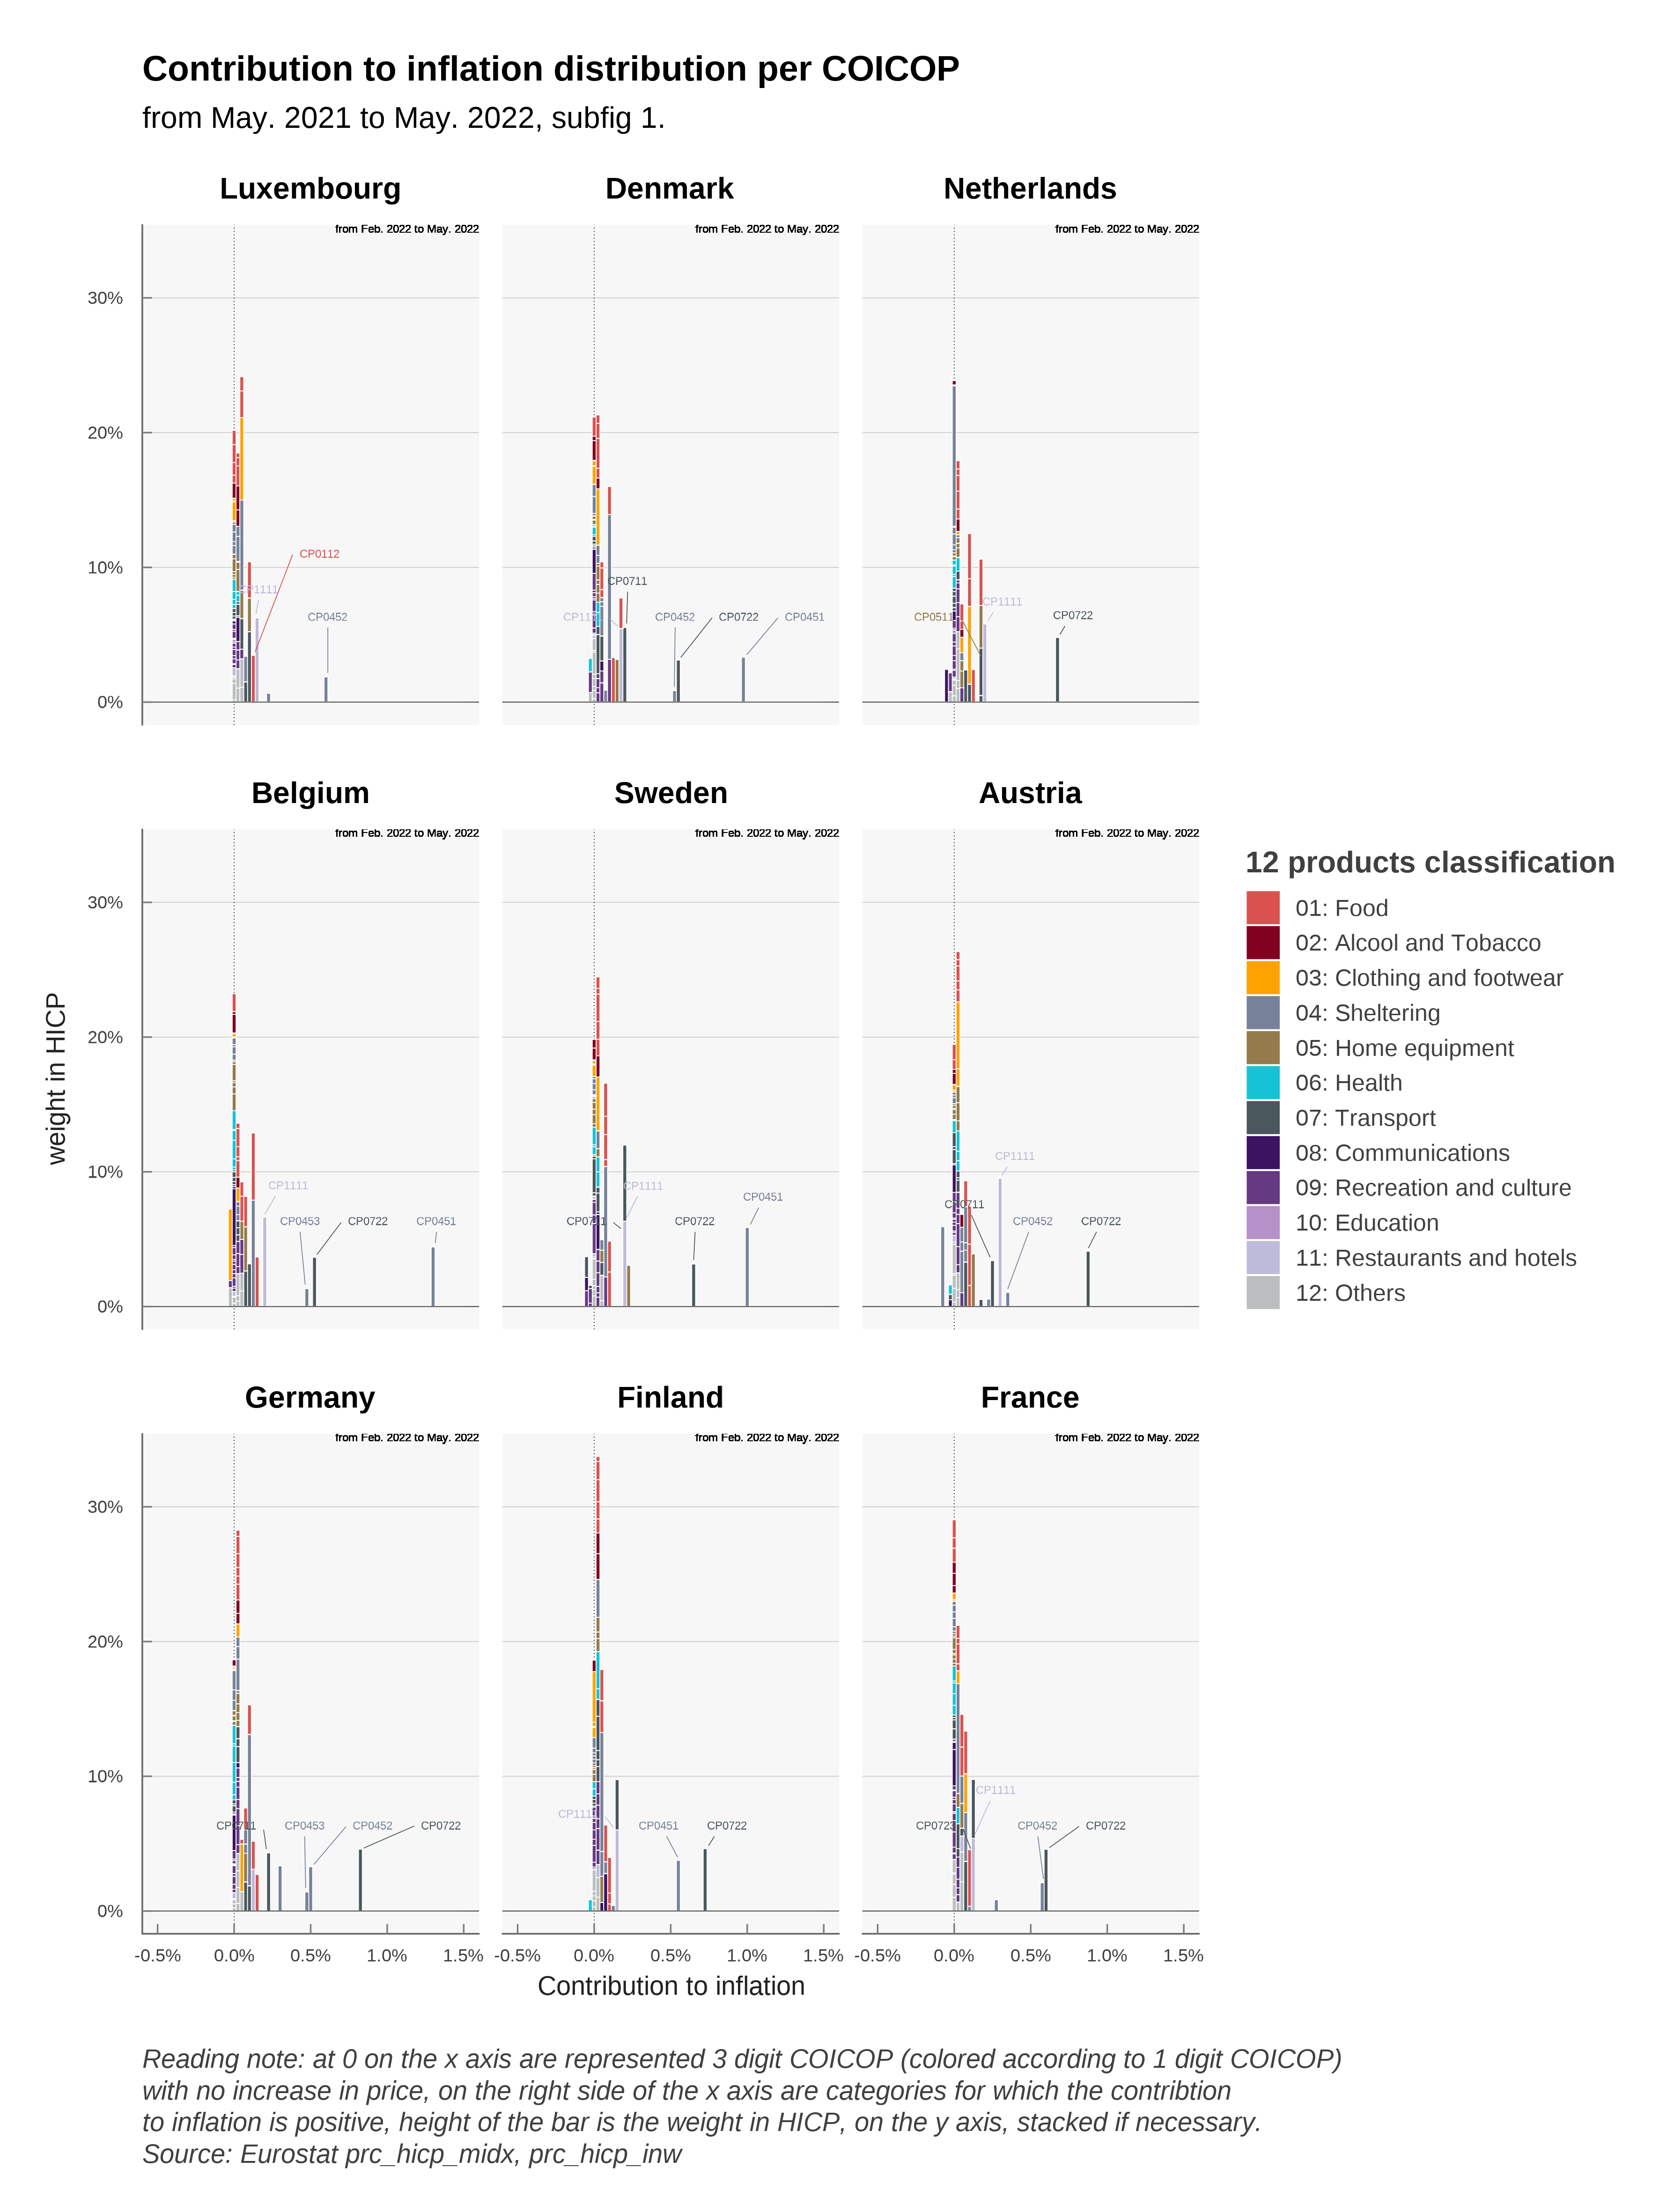 Contribution to inflation distribution per COICOP
from May. 2021 to May. 2022, subfig 1.
Luxembourg
Denmark
Netherlands
from Feb. 2022 to May. 2022
from Feb. 2022 to May. 2022
from Feb. 2022 to May. 2022
30%
20%
10%
0%
CP0112
CP1111
CP0452
CP0711
CP0452
CP0722
CP0451
CP0511
CP1111
CP0722
Belgium
Sweden
Austria
from Feb. 2022 to May. 2022
from Feb. 2022 to May. 2022
from Feb. 2022 to May. 2022
30%
20%
10%
0%
CP1111
CP0453
CP0722
CP0451
CP0711
CP1111
CP0722
CP0451
CP0711
CP1111
CP0452
CP0722
weight in HICP
12 products classification
01: Food
02: Alcool and Tobacco
03: Clothing and footwear
04: Sheltering
05: Home equipment
06: Health
07: Transport
08: Communications
09: Recreation and culture
10: Education
11: Restaurants and hotels
12: Others
Germany
Finland
France
from Feb. 2022 to May. 2022
from Feb. 2022 to May. 2022
from Feb. 2022 to May. 2022
30%
20%
10%
0%
CP0711
CP0453
CP0452
CP0722
CP0451
CP0722
CP0723
CP1111
CP0452
CP0722
-0.5% 0.0% 0.5% 1.0% 1.5% -0.5% 0.0% 0.5% 1.0% 1.5% -0.5% 0.0% 0.5% 1.0% 1.5%
Contribution to inflation
Reading note: at 0 on the x axis are represented 3 digit COICOP (colored according to 1 digit COICOP)
with no increase in price, on the right side of the x axis are categories for which the contribtion
to inflation is positive, height of the bar is the weight in HICP, on the y axis, stacked if necessary.
Source: Eurostat prc_hicp_midx, prc_hicp_inw